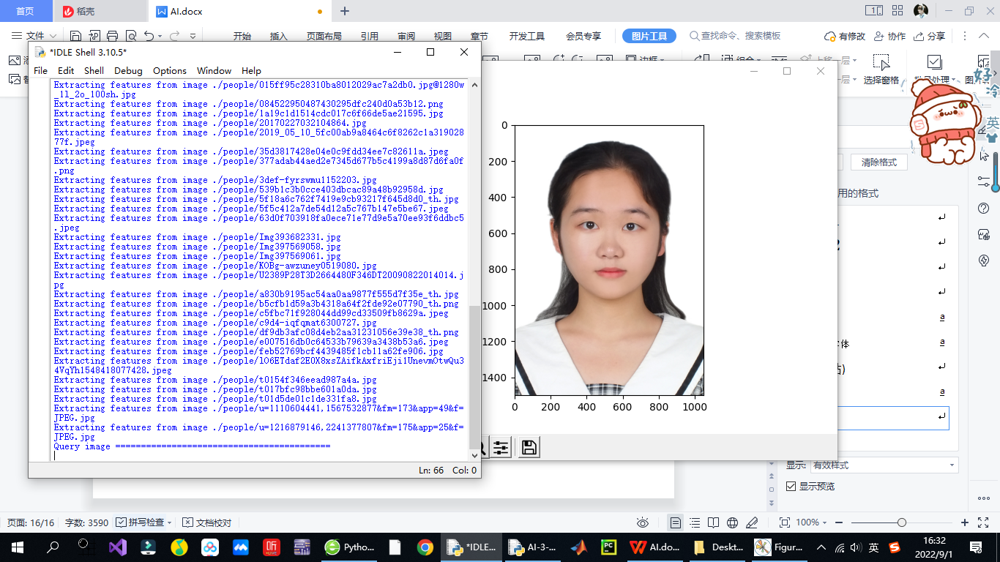 首页
稻壳
AI.docx
文件
开始
插入
页面布局
引用
审阅
视图
章节
开发工具
会员专享
图片工具
查找命令、搜索模板
有修改
协作
分享
*IDLE Shell 3.10.5*
File Edit Shell Debug Options Window Help
选择窗格
好冷
英
清除格式
用的格式
Extracting features from image ./people/015ff95c28310ba8012029ac7a2db0.jpg@1280w
_1l_2o_100sh.jpg
Extracting features from image ./people/084522950487430295dfc240d0a53b12.png
Extracting features from image ./people/1a19c1d1514cdc017c6f66de5ae21595.jpg
Extracting features from image ./people/20170227032104864.jpg
Extracting features from image ./people/2019_05_10_5fc00ab9a8464c6f8262c1a319028
77f.jpeg
Extracting features from image ./people/35d3817428e04e0c9fdd34ee7c82611a.jpeg
Extracting features from image ./people/377adab44aed2e7345d677b5c4199a8d87d6fa0f
.png
Extracting features from image ./people/3def-fyrswmu1152203.jpg
Extracting features from image ./people/539b1c3b0cce403dbcac89a48b92958d.jpg
Extracting features from image ./people/5f18a6c762f7419e9cb93217f645d8d0_th.jpg
Extracting features from image ./people/5f5c412a7de54d12a5c767b147e5be67.jpeg
Extracting features from image ./people/63d0f703918fa0ece71e77d9e5a70ee93f6ddbc5
.jpeg
Extracting features from image ./people/Img393682331.jpg
Extracting features from image ./people/Img397569058.jpg
Extracting features from image ./people/Img397569061.jpg
Extracting features from image ./people/KOBg-awzuney0519080.jpg
Extracting features from image ./people/U2389P28T3D2664480F346DT20090822014014.j
pg
Extracting features from image ./people/a830b9195ac54aa0aa9877f555d7f35e_th.jpg
Extracting features from image ./people/b5cfb1d59a3b4318a64f2fde92e07790_th.png
Extracting features from image ./people/c5fbc71f928044dd99cd33509fb8629a.jpeg
Extracting features from image ./people/c9d4-iqfqmat6300727.jpg
Extracting features from image ./people/df9db3afc08d4eb2aa31231056e39e38_th.png
Extracting features from image ./people/e007516db0c64533b79639a3438b53a6.jpeg
Extracting features from image ./people/feb52769bcf4439485f1cb11a62fe906.jpg
Extracting features from image ./people/lO6ETdaf2E0X8xsZAifkAxfriEji1UnevmOtwQu3
4VqYh1548418077428.jpeg
Extracting features from image ./people/t0154f346eead987a4a.jpg
Extracting features from image ./people/t017bfc98bbe601a0da.jpg
Extracting features from image ./people/t01d5de01c1de331fa8.jpg
Extracting features from image ./people/u=1110604441,1567532877&fm=173&app=49&f=
JPEG.jpg
Extracting features from image ./people/u=1216879146,2241377807&fm=175&app=25&f=
JPEG.jpg
Query image ==========================================
Ln: 66 Col: 0
0
200
400
600
800
1000
1200
1400
0 200 400 600 800 1000
显示: 有效样式
显示预览
页面: 16/16
字数: 3590
拼写检查
文档校对
100%
Pytho...
*IDLE...
AI-3-...
AI.do...
Deskt...
Figur...
英
16:32
2022/9/1